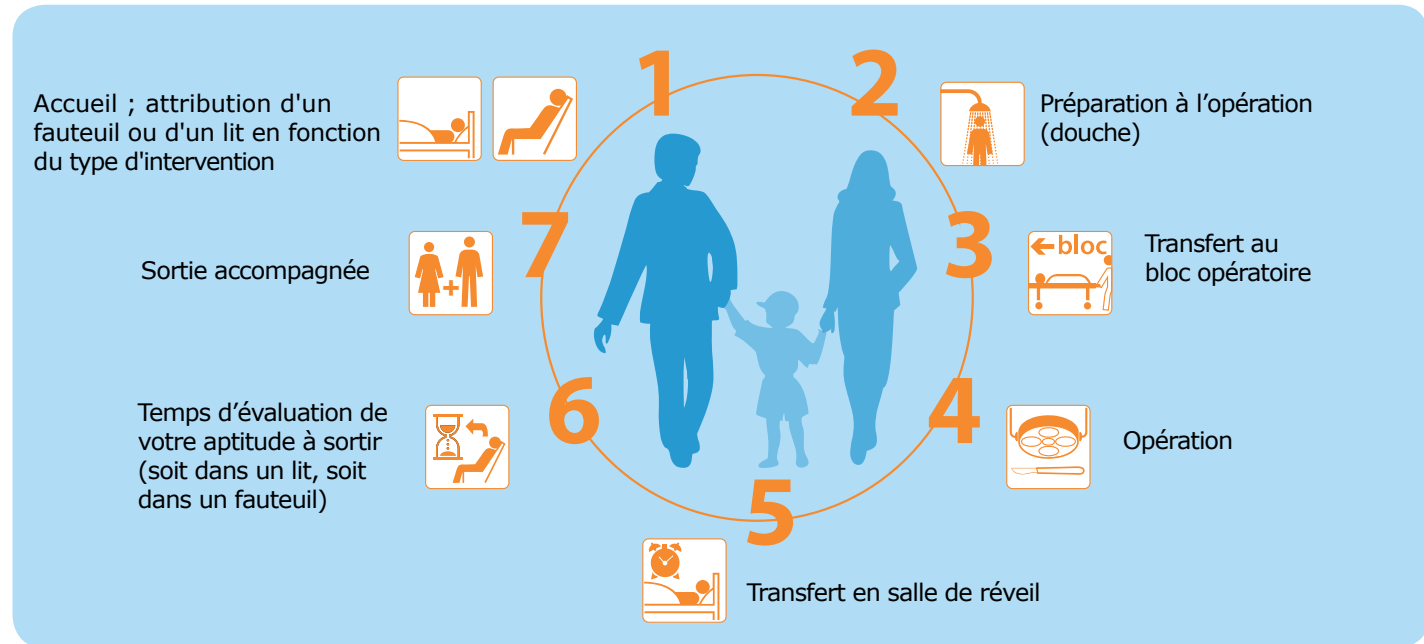 1
Accueil ; attribution d'un
fauteuil ou d'un lit en fonction
du type d'intervention
2
Préparation à l’opération
(douche)
3
←bloc
Transfert au
bloc opératoire
4
Opération
5
Transfert en salle de réveil
6
Temps d’évaluation de
votre aptitude à sortir
(soit dans un lit, soit
dans un fauteuil)
7
Sortie accompagnée
+